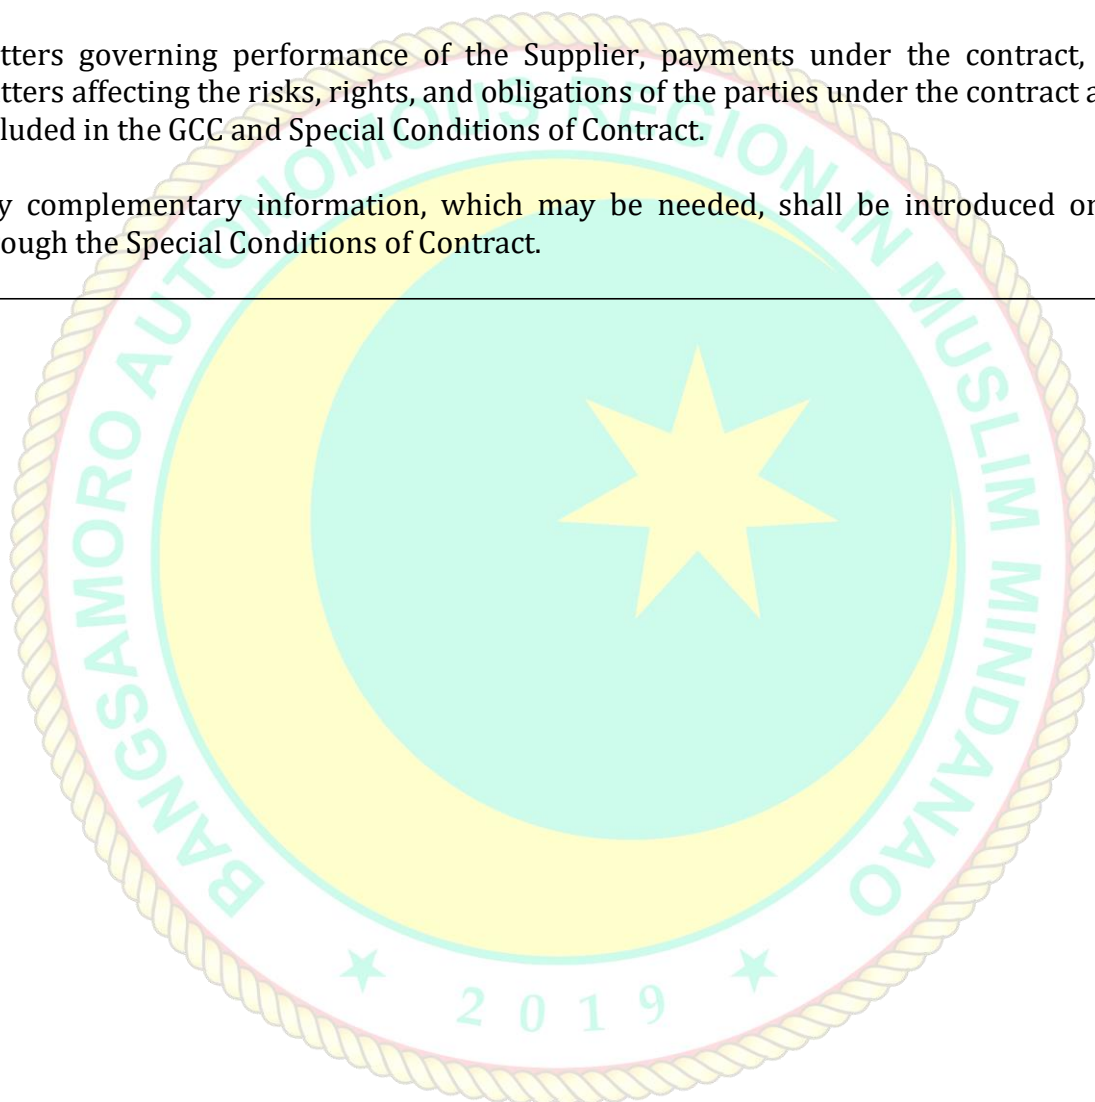 tters governing performance of the Supplier, payments under the contract,
tters affecting the risks, rights, and obligations of the parties under the contract a
luded in the GCC and Special Conditions of Contract.
y complementary information, which may be needed, shall be introduced on
ough the Special Conditions of Contract.
BANGSAMORO AUTONOMOUS REGION IN MUSLIM MINDANAO
2019